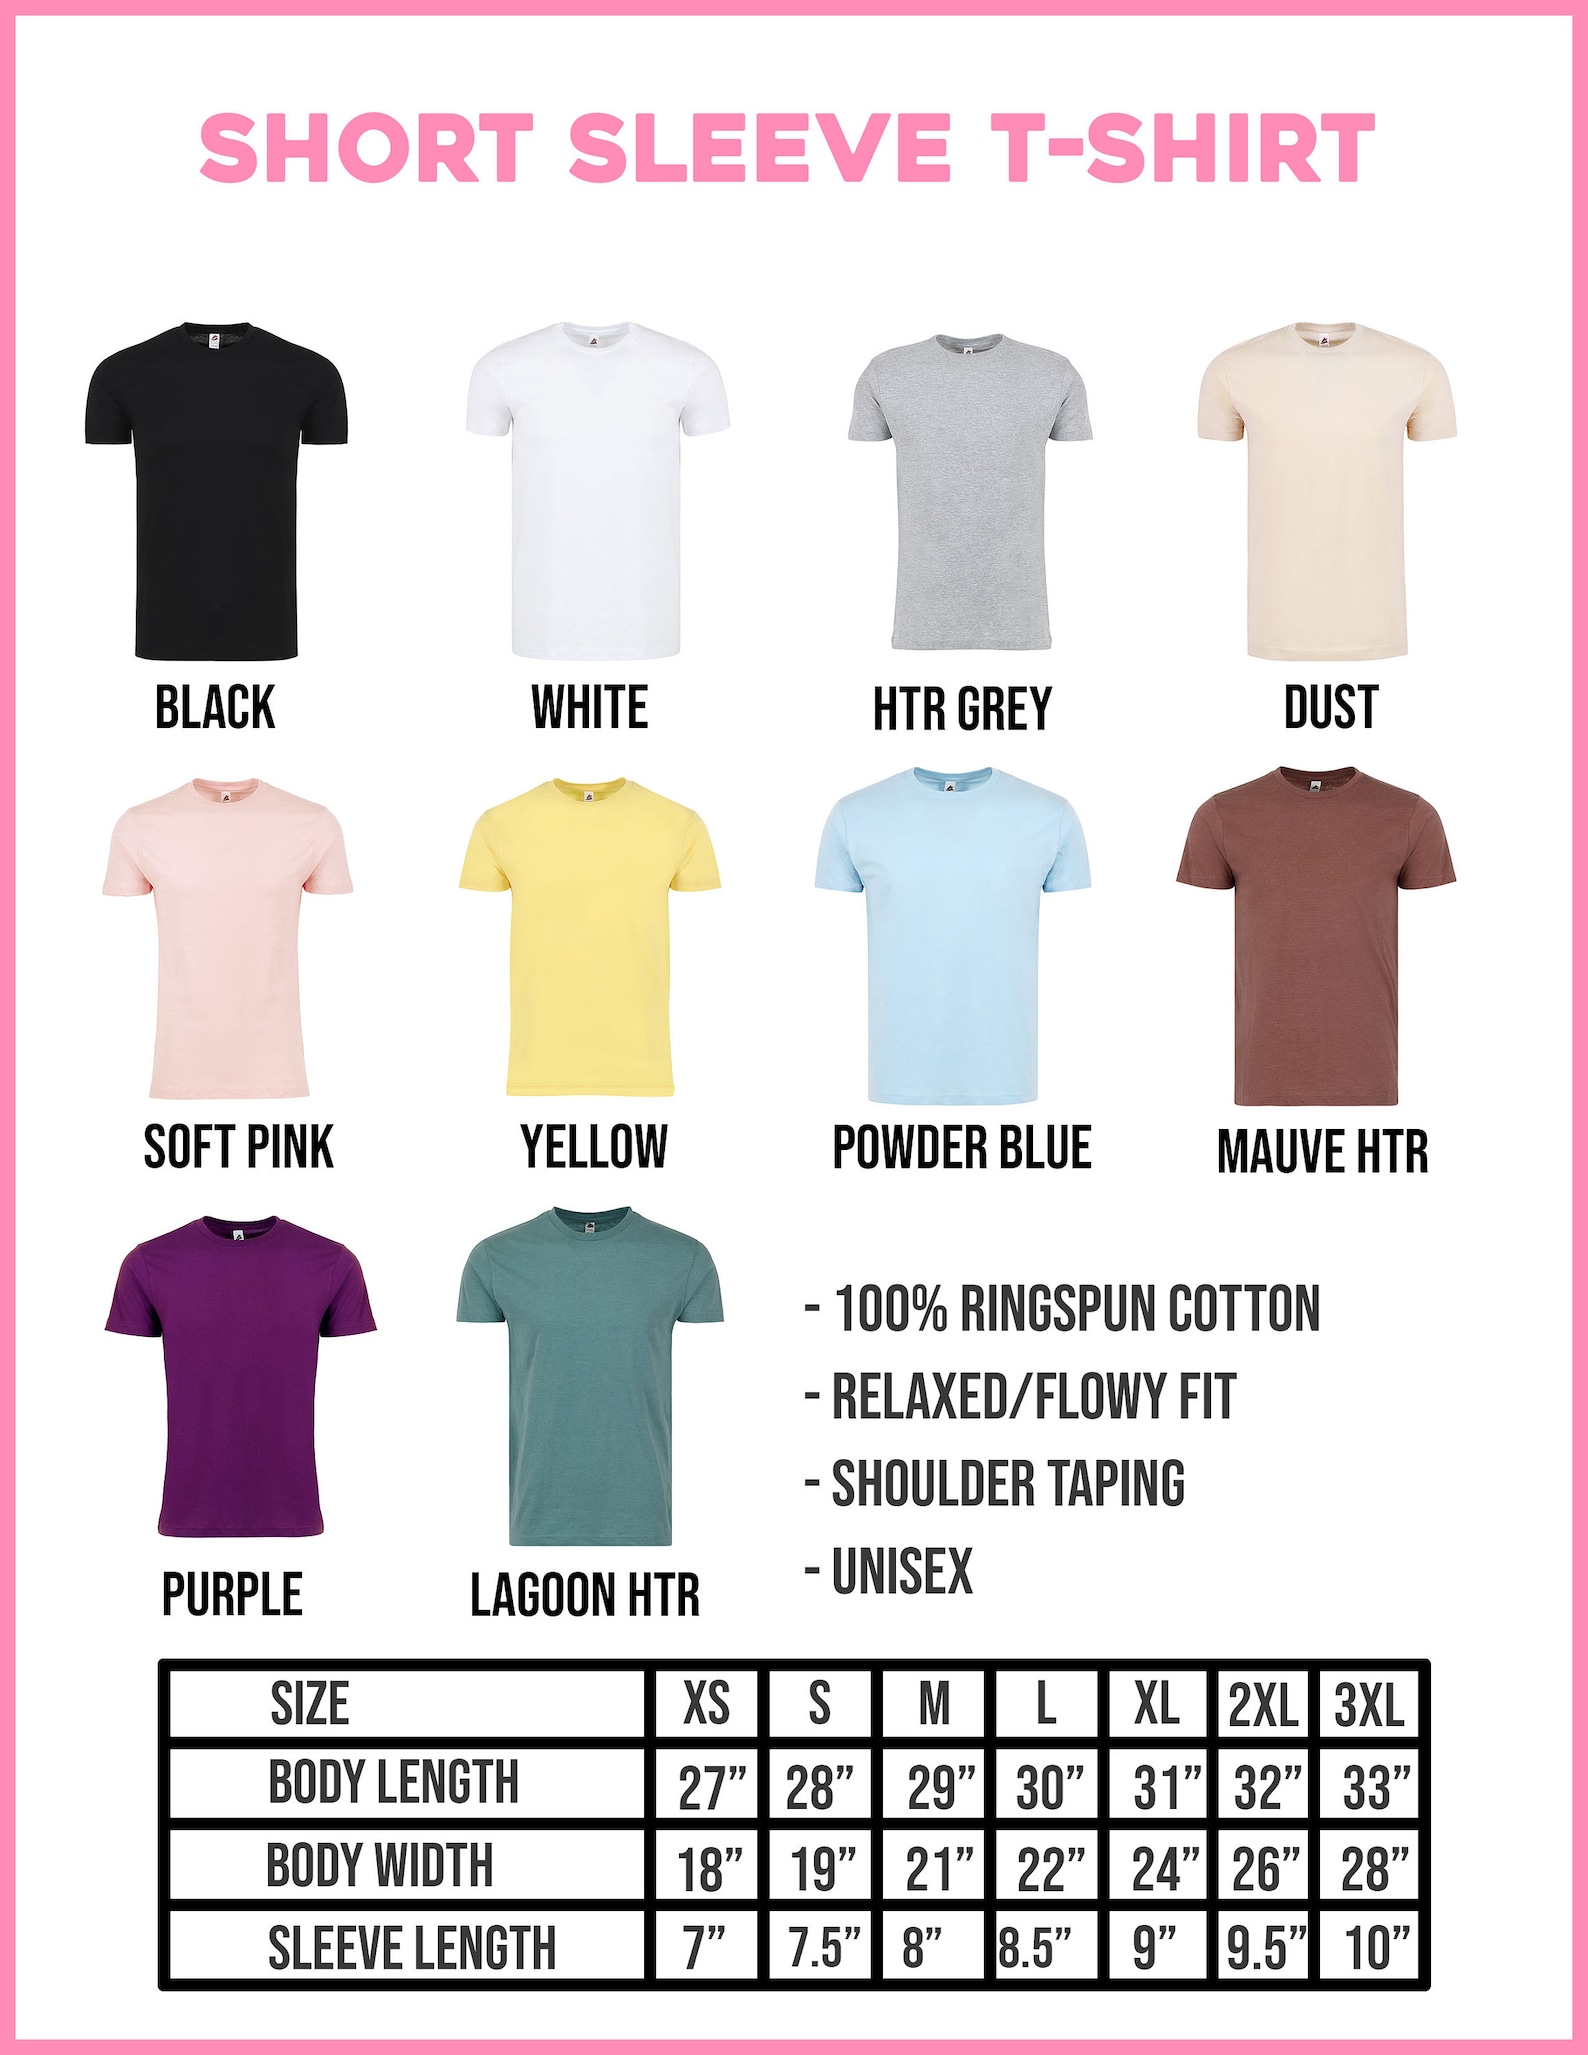 SHORT SLEEVE T-SHIRT
BLACK WHITE HTR GREY DUST
SOFT PINK YELLOW POWDER BLUE MAUVE HTR
PURPLE LAGOON HTR
- 100% RINGSPUN COTTON
- RELAXED/FLOWY FIT
- SHOULDER TAPING
- UNISEX
SIZE XS S M L XL 2XL 3XL
BODY LENGTH 27” 28” 29” 30” 31” 32” 33”
BODY WIDTH 18” 19” 21” 22” 24” 26” 28”
SLEEVE LENGTH 7” 7.5” 8” 8.5” 9” 9.5” 10”